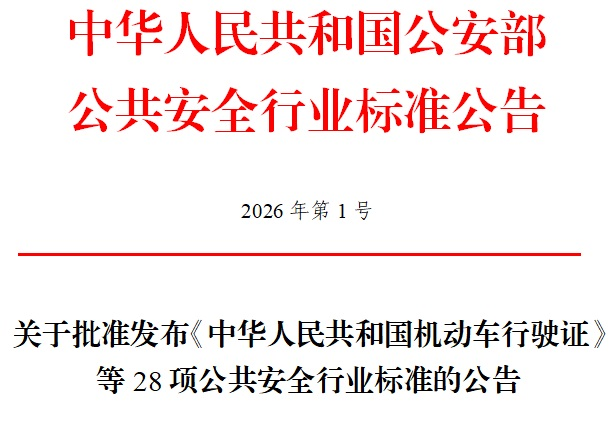 中华人民共和国公安部
公共安全行业标准公告
2026 年第 1 号
关于批准发布《中华人民共和国机动车行驶证》
等 28 项公共安全行业标准的公告